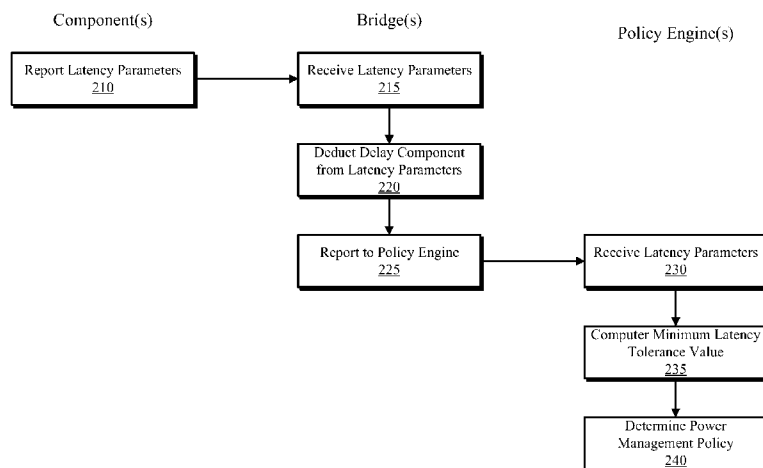 Component(s)
Bridge(s)
Policy Engine(s)
Report Latency Parameters
210
Receive Latency Parameters
215
Deduct Delay Component
from Latency Parameters
220
Report to Policy Engine
225
Receive Latency Parameters
230
Computer Minimum Latency
Tolerance Value
235
Determine Power
Management Policy
240